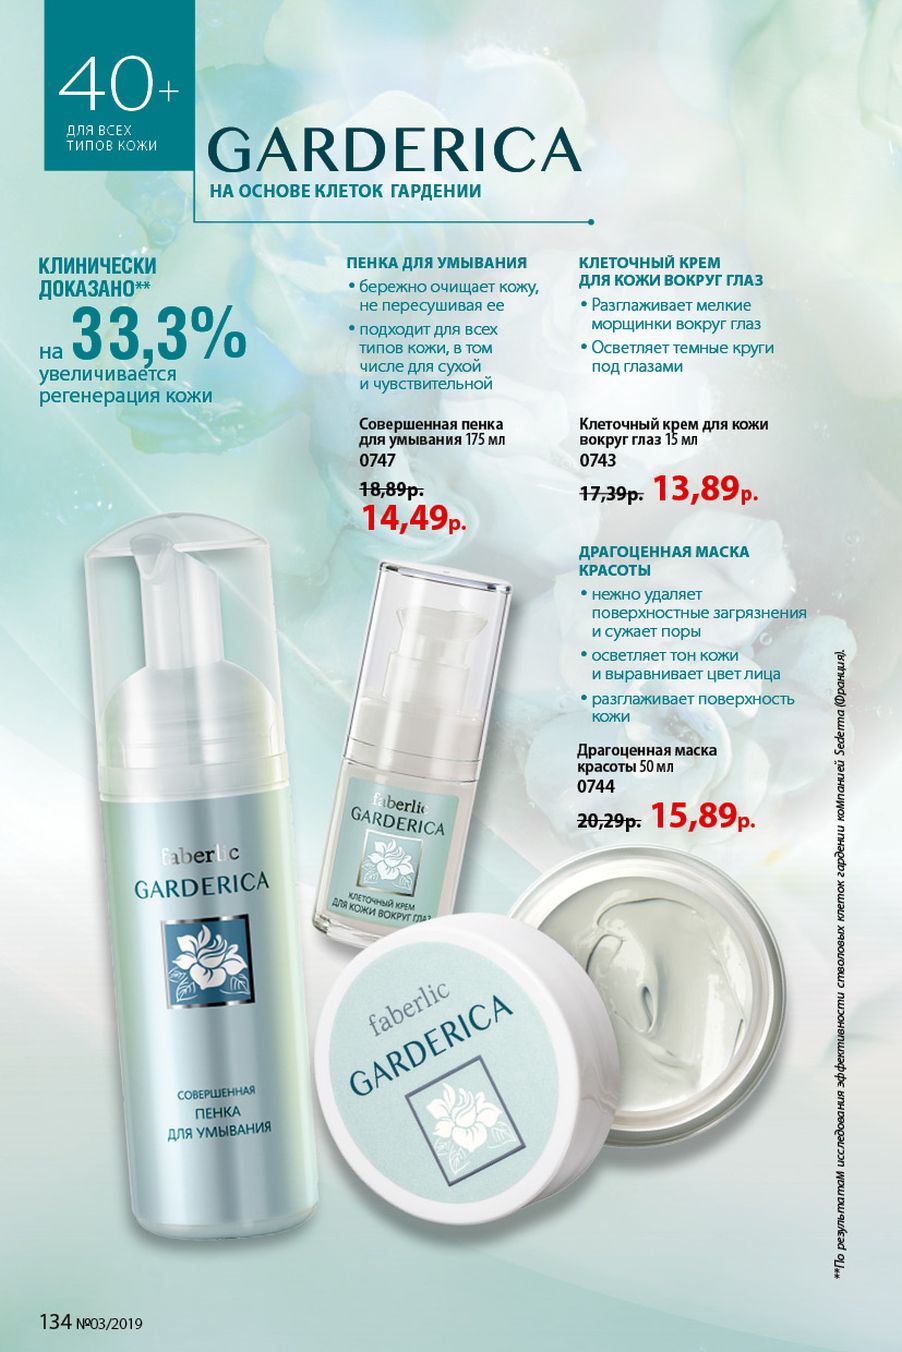 40+
ДЛЯ ВСЕХ
ТИПОВ КОЖИ
GARDERICA
НА ОСНОВЕ КЛЕТОК ГАРДЕНИИ
КЛИНИЧЕСКИ
ДОКАЗАНО**
на 33,3%
увеличивается
регенерация кожи
ПЕНКА ДЛЯ УМЫВАНИЯ
• бережно очищает кожу,
не пересушивая ее
• подходит для всех
типов кожи, в том
числе для сухой
и чувствительной
Совершенная пенка
для умывания 175 мл
0747
18,89р.
14,49р.
КЛЕТОЧНЫЙ КРЕМ
ДЛЯ КОЖИ ВОКРУГ ГЛАЗ
• Разглаживает мелкие
морщинки вокруг глаз
• Осветляет темные круги
под глазами
Клеточный крем для кожи
вокруг глаз 15 мл
0743
17,39р. 13,89р.
ДРАГОЦЕННАЯ МАСКА
КРАСОТЫ
• нежно удаляет
поверхностные загрязнения
и сужает поры
• осветляет тон кожи
и выравнивает цвет лица
• разглаживает поверхность
кожи
Драгоценная маска
красоты 50 мл
0744
20,29р. 15,89р.
faberlic
GARDERICA
СОВЕРШЕННАЯ
ПЕНКА
ДЛЯ УМЫВАНИЯ
faberlic
GARDERICA
КЛЕТОЧНЫЙ КРЕМ
ДЛЯ КОЖИ ВОКРУГ ГЛАЗ
faberlic
GARDERICA
**По результатам исследования эффективности стволовых клеток гардении компанией Sederma (Франция).
134 №03/2019